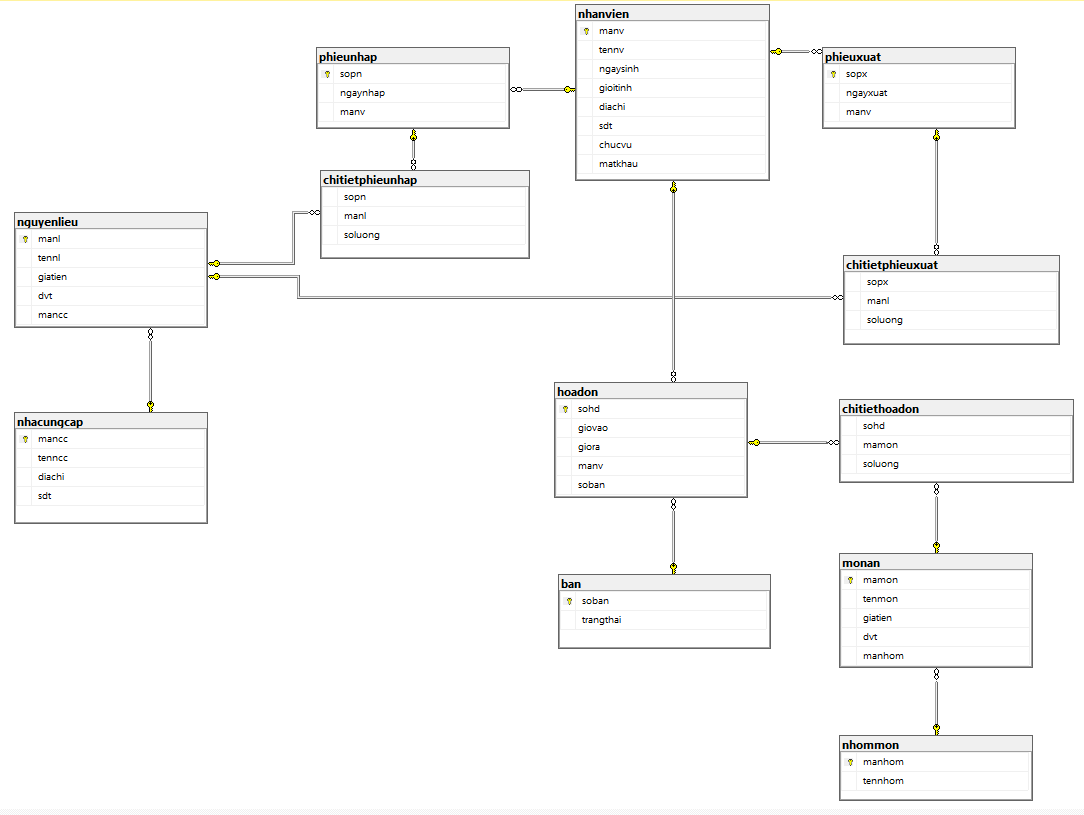 nhanvien
manv
tennv
ngaysinh
gioitinh
diachi
sdt
chucvu
matkhau
phieunhap
sopn
ngaynhap
manv
phieuxuat
sopx
ngayxuat
manv
chitietphieunhap
sopn
manl
soluong
nguyenlieu
manl
tennl
giatien
dvt
mancc
chitietphieuxuat
sopx
manl
soluong
nhacungcap
mancc
tenncc
diachi
sdt
hoadon
sohd
giovao
giora
manv
soban
chitiethoadon
sohd
mamon
soluong
ban
soban
trangthai
monan
mamon
tenmon
giatien
dvt
manhom
nhommon
manhom
tennhom